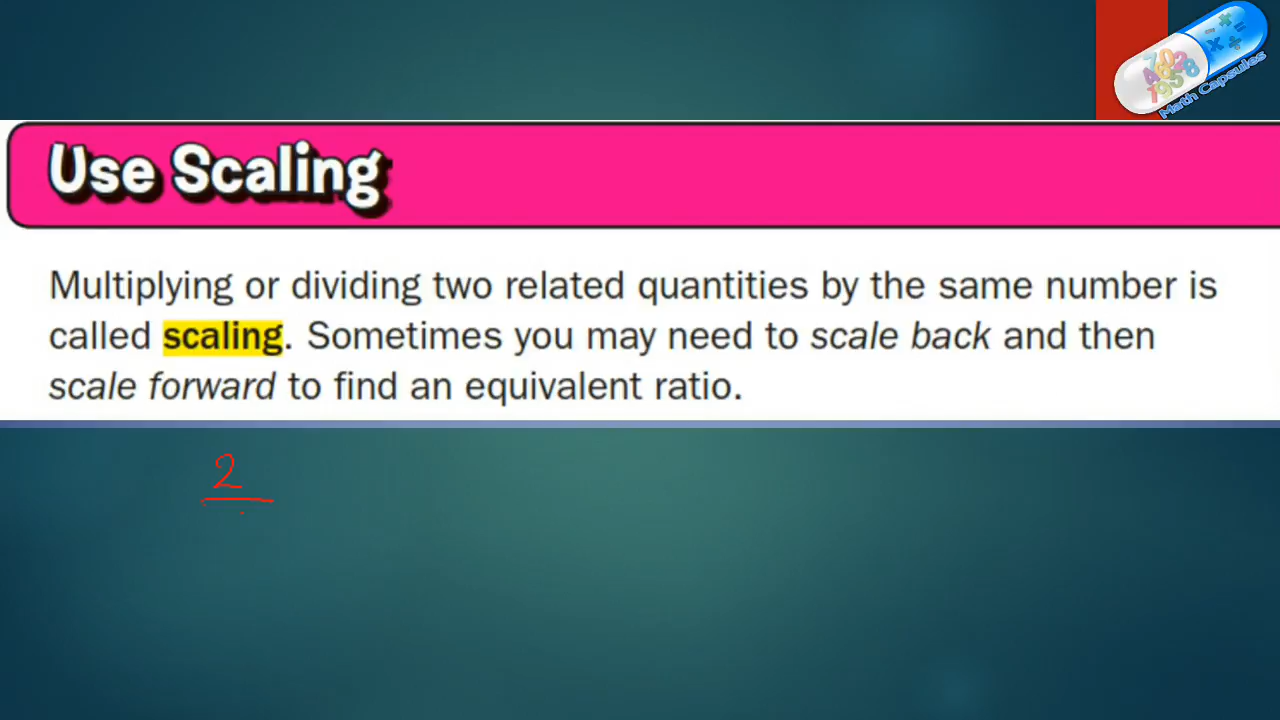 Math Capsules
Use Scaling
Multiplying or dividing two related quantities by the same number is
called scaling. Sometimes you may need to scale back and then
scale forward to find an equivalent ratio.
2